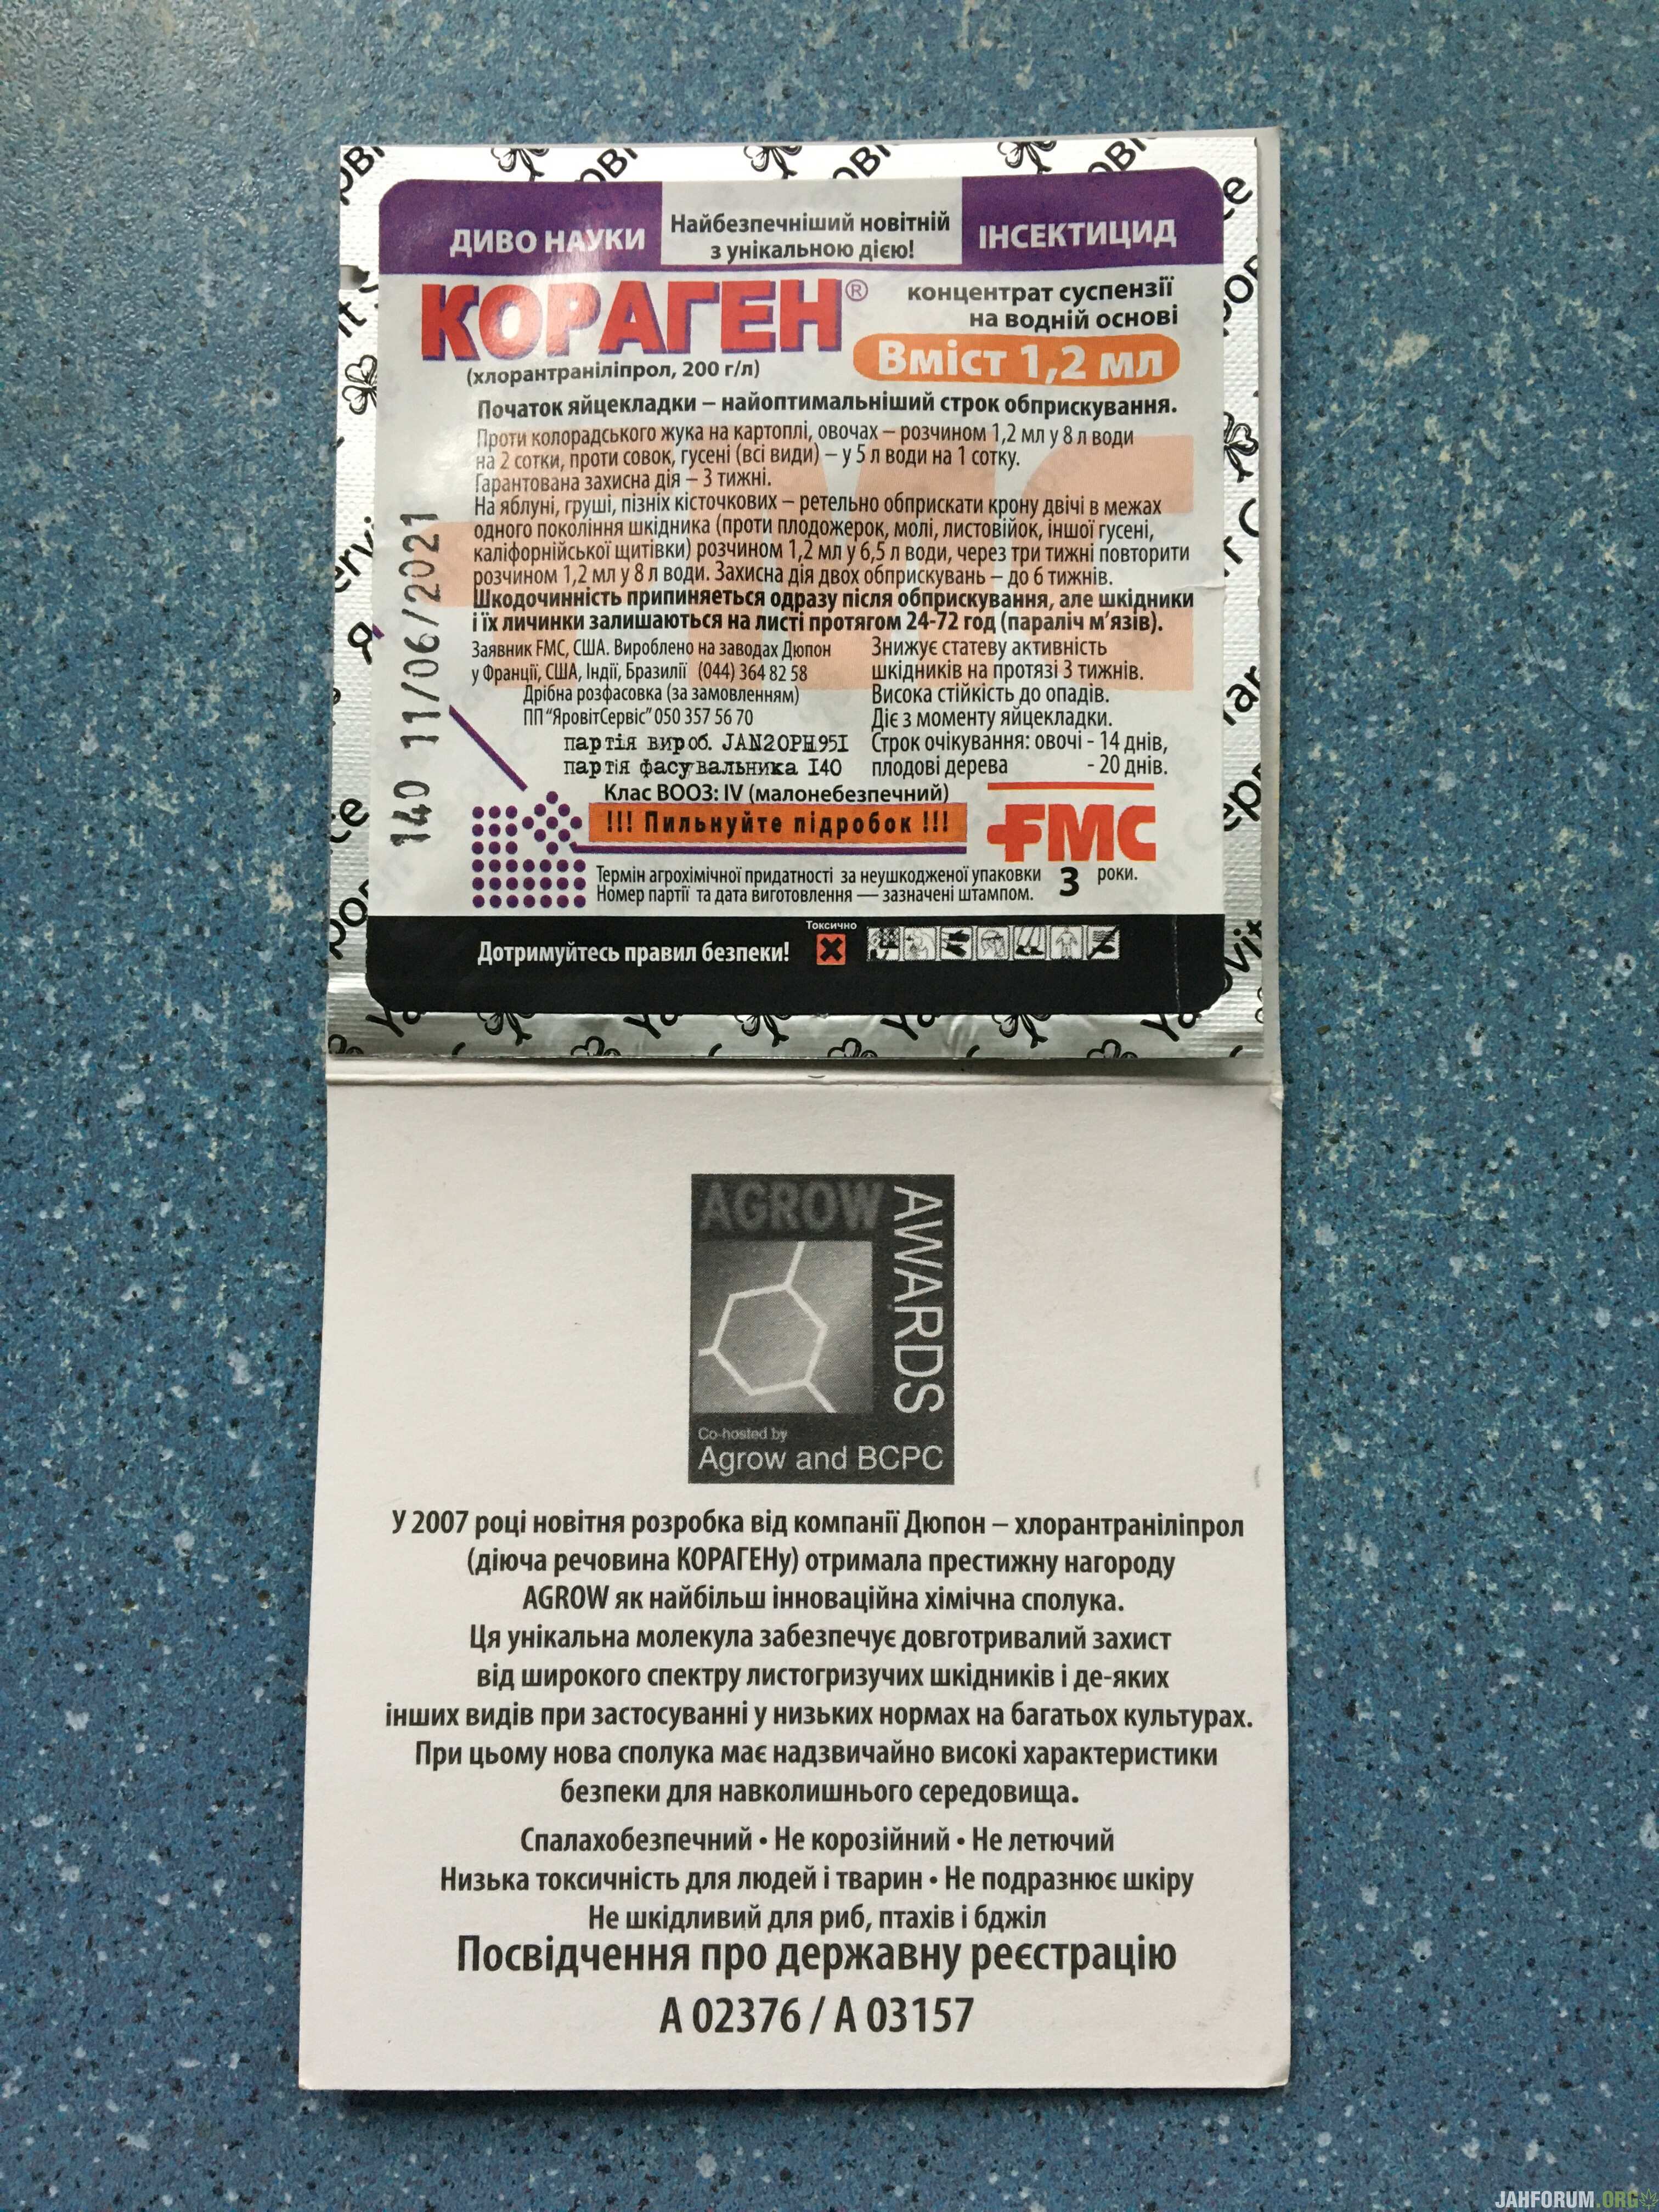 ДИВО НАУКИ
Найбезпечніший новітній
з унікальною дією!
ІНСЕКТИЦИД
КОРАГЕН®
(хлорантраніліпрол, 200 г/л)
концентрат суспензії
на водній основі
Вміст 1,2 мл
Початок яйцекладки – найоптимальніший строк обприскування.
Проти колорадського жука на картоплі, овочах – розчином 1,2 мл у 8 л води
на 2 сотки, проти совок, гусені (всі види) – у 5 л води на 1 сотку.
Гарантована захисна дія – 3 тижні.
На яблуні, груші, пізніх кісточкових – ретельно обприскати крону двічі в межах
одного покоління шкідника (проти плодожерок, молі, листовійок, іншої гусені,
каліфорнійської щитівки) розчином 1,2 мл у 6,5 л води, через три тижні повторити
розчином 1,2 мл у 8 л води. Захисна дія двох обприскувань – до 6 тижнів.
Шкодочинність припиняеться одразу після обприскування, але шкідники
і їх личинки залишаються на листі протягом 24-72 год (параліч м'язів).
Заявник FMC, США. Вироблено на заводах Дюпон
у Франції, США, Індії, Бразилії (044) 364 82 58
Дрібна розфасовка (за замовленням)
ПП "ЯровітСервіс" 050 357 56 70
партія вироб. JAN20PH95I
партія фасувальника I40
Знижує статеву активність
шкідників на протязі 3 тижнів.
Висока стійкість до опадів.
Діє з моменту яйцекладки.
Строк очікування: овочі - 14 днів,
плодові дерева - 20 днів.
140 11/06/2021
Клас ВООЗ: IV (малонебезпечний)
!!! Пильнуйте підробок !!!
FMC
Термін агрохімічної придатності за неушкодженої упаковки 3 роки.
Номер партії та дата виготовлення — зазначені штампом.
Дотримуйтесь правил безпеки!
Токсично
AGROW
AWARDS
Co-hosted by
Agrow and BCPC
У 2007 році новітня розробка від компанії Дюпон – хлорантраніліпрол
(діюча речовина КОРАГЕНу) отримала престижну нагороду
AGROW як найбільш інноваційна хімічна сполука.
Ця унікальна молекула забезпечує довготривалий захист
від широкого спектру листогризучих шкідників і де-яких
інших видів при застосуванні у низьких нормах на багатьох культурах.
При цьому нова сполука має надзвичайно високі характеристики
безпеки для навколишнього середовища.
Спалахобезпечний • Не корозійний • Не летючий
Низька токсичність для людей і тварин • Не подразнює шкіру
Не шкідливий для риб, птахів і бджіл
Посвідчення про державну реєстрацію
А 02376 / А 03157
JAHFORUM.ORG